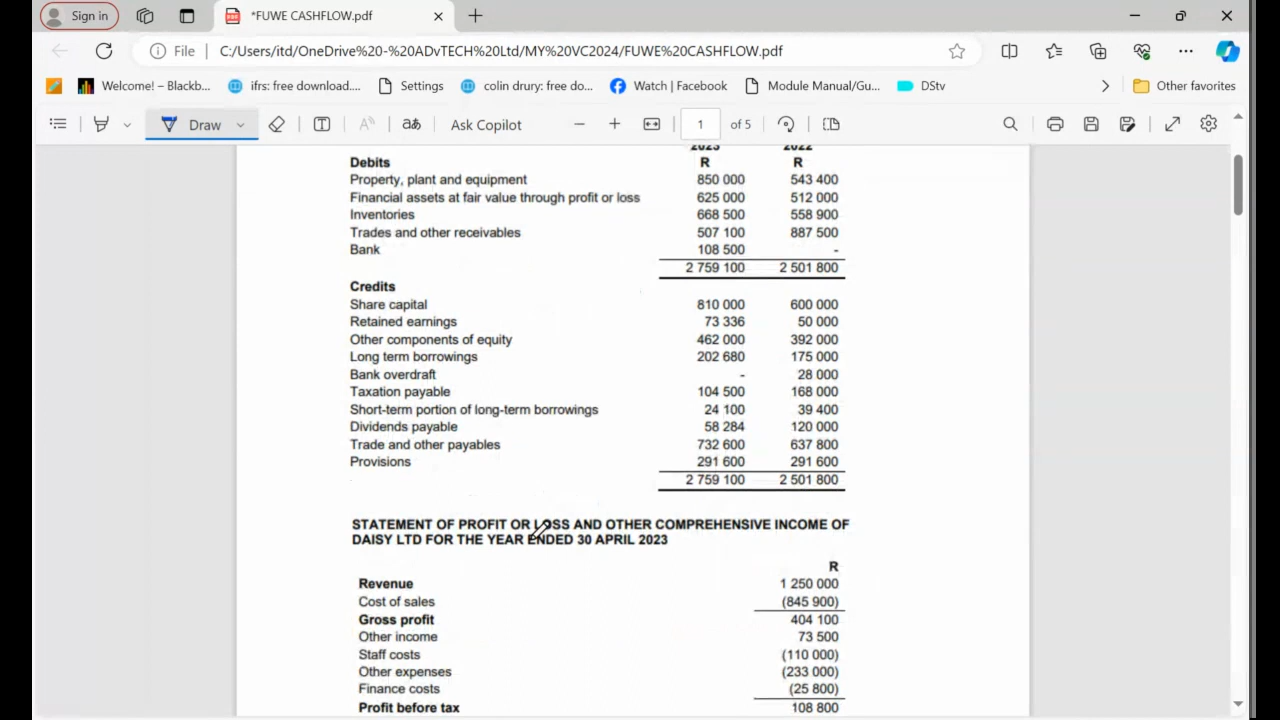 Sign in
*FUWE CASHFLOW.pdf
File
C:/Users/itd/OneDrive%20-%20ADvTECH%20Ltd/MY%20VC2024/FUWE%20CASHFLOW.pdf
Welcome! – Blackb...
ifrs: free download....
Settings
colin drury: free do...
Watch | Facebook
Module Manual/Gu...
DStv
Other favorites
Draw
Ask Copilot
1 of 5
2023 2022
Debits R R
Property, plant and equipment 850 000 543 400
Financial assets at fair value through profit or loss 625 000 512 000
Inventories 668 500 558 900
Trades and other receivables 507 100 887 500
Bank 108 500 -
2 759 100 2 501 800
Credits
Share capital 810 000 600 000
Retained earnings 73 336 50 000
Other components of equity 462 000 392 000
Long term borrowings 202 680 175 000
Bank overdraft - 28 000
Taxation payable 104 500 168 000
Short-term portion of long-term borrowings 24 100 39 400
Dividends payable 58 284 120 000
Trade and other payables 732 600 637 800
Provisions 291 600 291 600
2 759 100 2 501 800
STATEMENT OF PROFIT OR LOSS AND OTHER COMPREHENSIVE INCOME OF
DAISY LTD FOR THE YEAR ENDED 30 APRIL 2023
R
Revenue 1 250 000
Cost of sales (845 900)
Gross profit 404 100
Other income 73 500
Staff costs (110 000)
Other expenses (233 000)
Finance costs (25 800)
Profit before tax 108 800